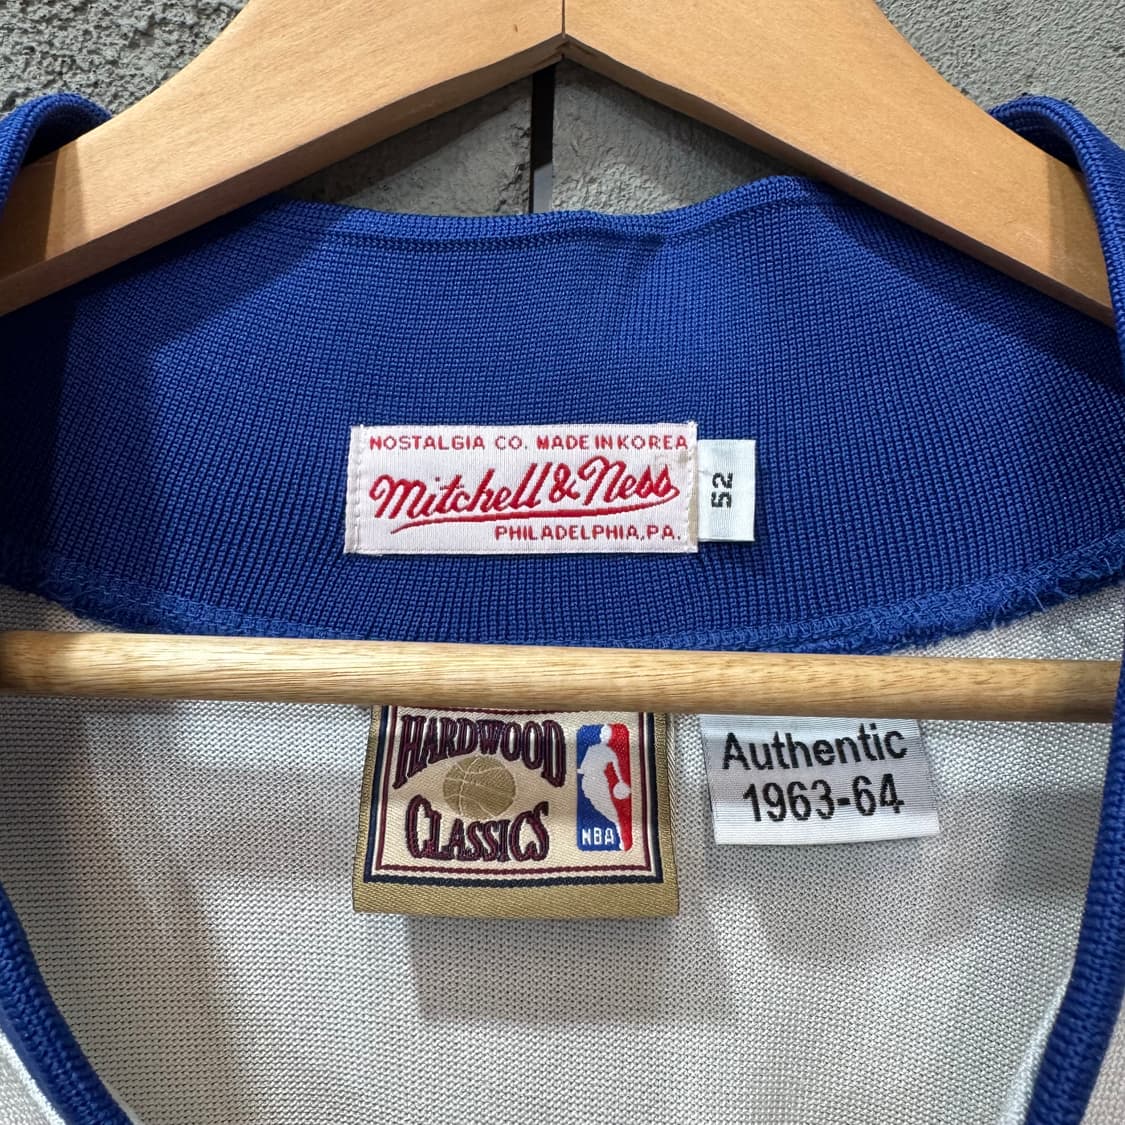 NOSTALGIA CO. MADE IN KOREA
Mitchell & Ness
PHILADELPHIA, PA.
52
HARDWOOD
CLASSICS
NBA
Authentic
1963-64